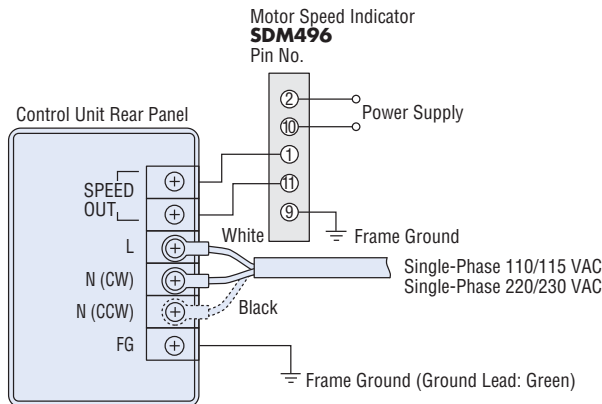 Motor Speed Indicator
SDM496
Pin No.
2
Power Supply
10
Control Unit Rear Panel
1
SPEED
OUT
11
9
White
Frame Ground
L
Single-Phase 110/115 VAC
N (CW)
Single-Phase 220/230 VAC
N (CCW)
Black
FG
Frame Ground (Ground Lead: Green)